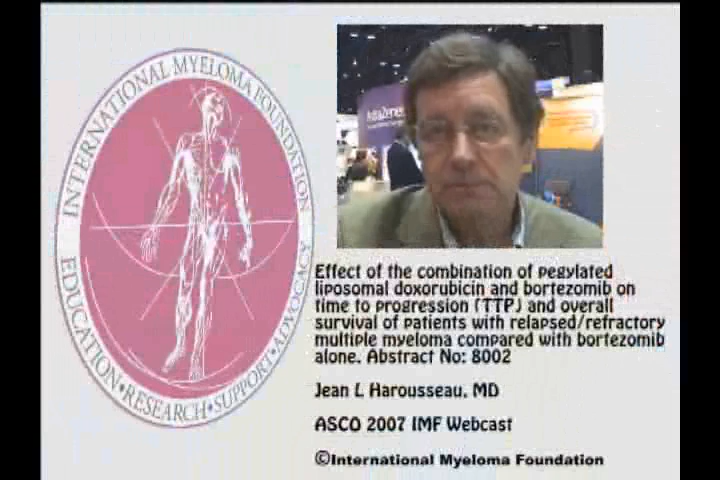 INTERNATIONAL MYELOMA FOUNDATION
EDUCATION • RESEARCH • SUPPORT • ADVOCACY
AstraZeneca
Effect of the combination of pegylated
liposomal doxorubicin and bortezomib on
time to progression (TTP) and overall
survival of patients with relapsed/refractory
multiple myeloma compared with bortezomib
alone. Abstract No: 8002
Jean L Harousseau, MD
ASCO 2007 IMF Webcast
©International Myeloma Foundation